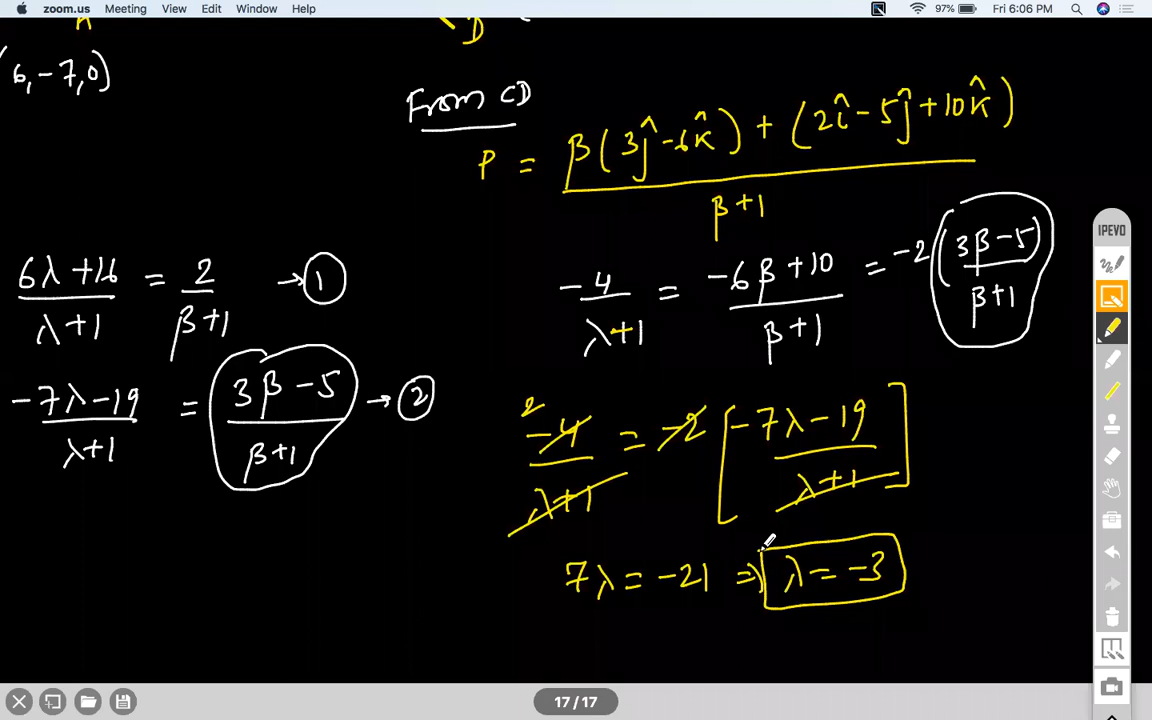 zoom.us Meeting View Edit Window Help 97% Fri 6:06 PM
D
(6, -7, 0)
From CD
P = β(3ĵ - 6k̂) + (2î - 5ĵ + 10k̂) / β+1
6λ+16 / λ+1 = 2 / β+1 → ①
-4 / λ+1 = -6β+10 / β+1 = -2 (3β-5 / β+1)
-7λ-19 / λ+1 = 3β-5 / β+1 → ②
2
-4 / λ+1 = -2 [-7λ-19 / λ+1]
7λ = -21 ⇒ λ = -3
IPEVO
17/17